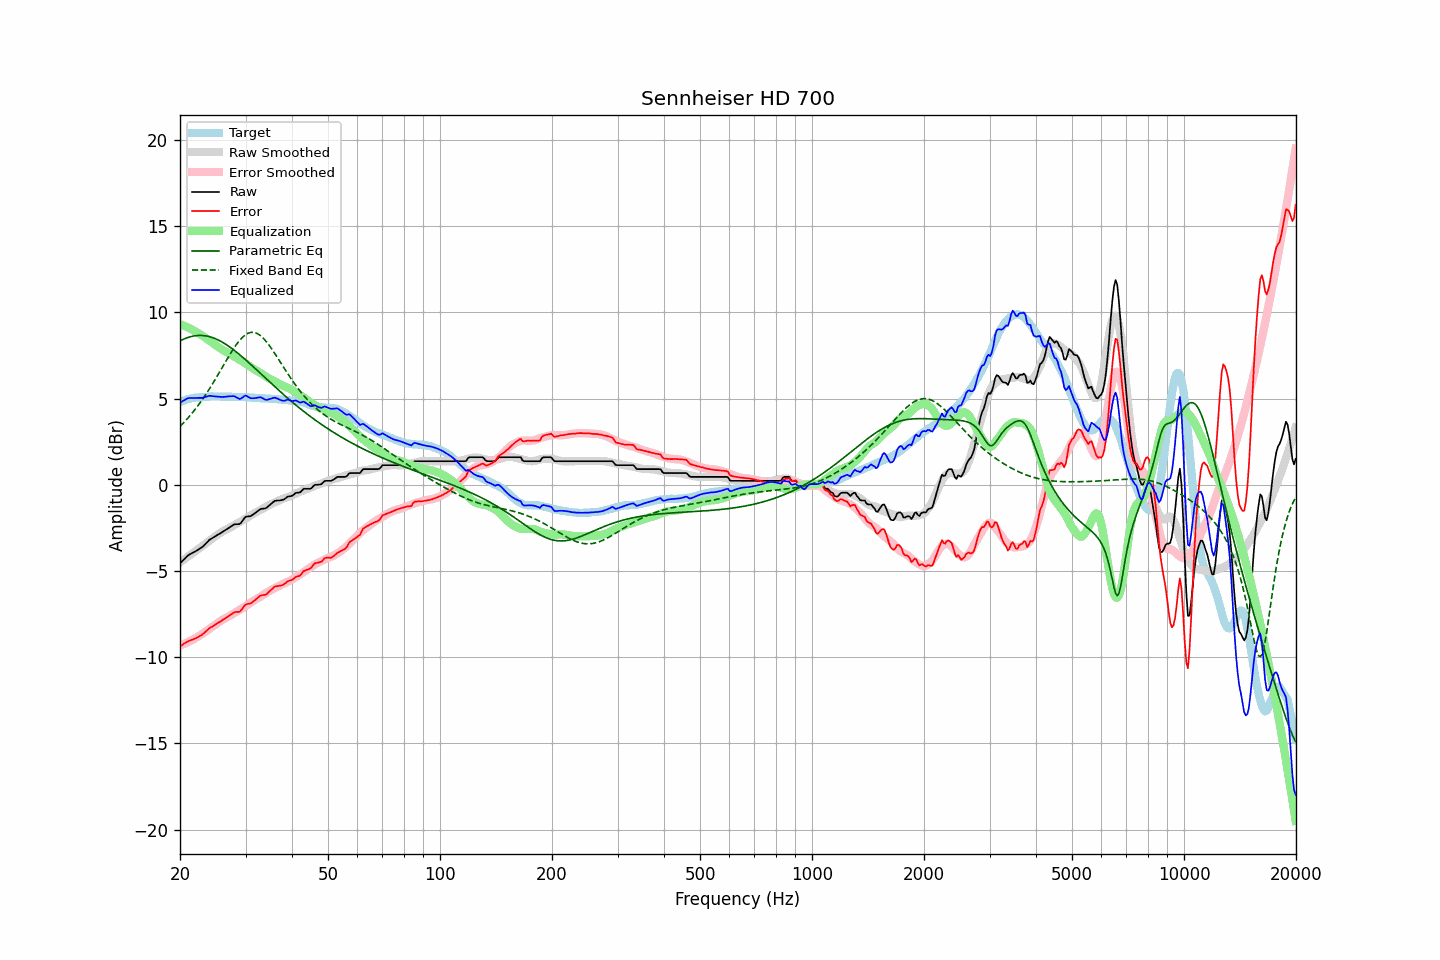 Sennheiser HD 700
Target
Raw Smoothed
Error Smoothed
Raw
Error
Equalization
Parametric Eq
Fixed Band Eq
Equalized
20
15
10
5
0
−5
−10
−15
−20
Amplitude (dBr)
20
50
100
200
500
1000
2000
5000
10000
20000
Frequency (Hz)